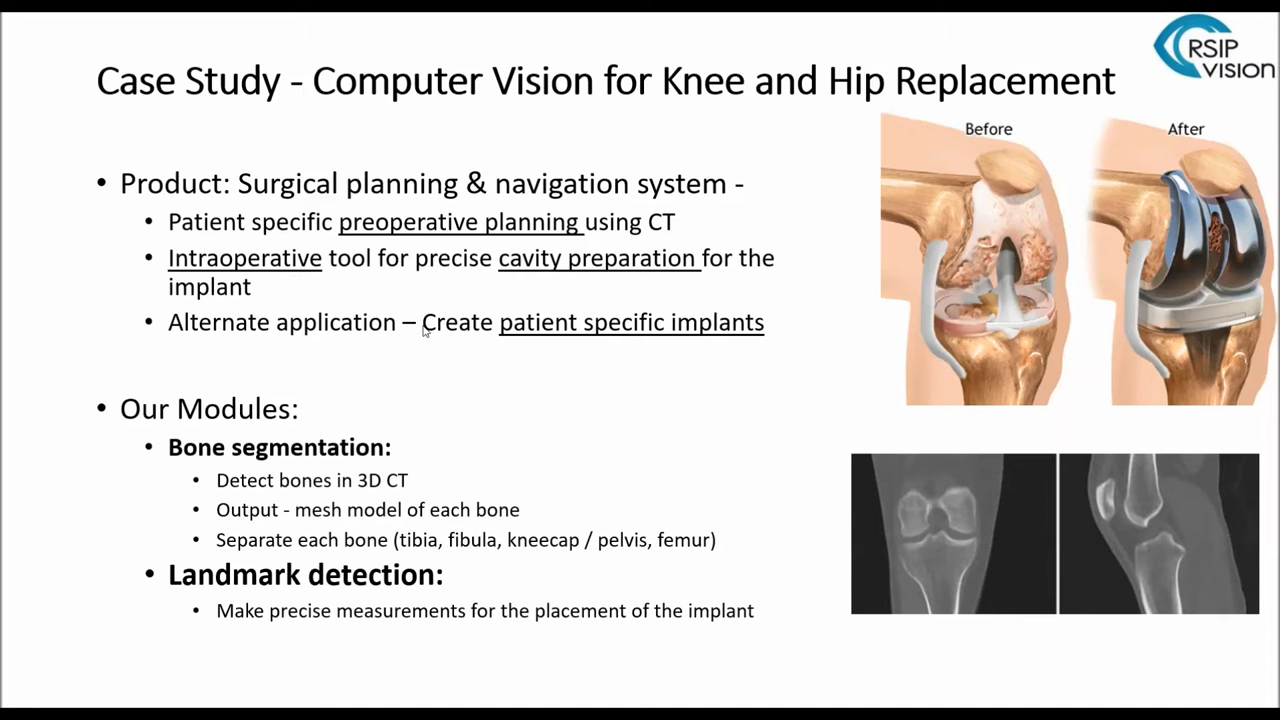 RSIP
vision
Case Study - Computer Vision for Knee and Hip Replacement
Before
After
• Product: Surgical planning & navigation system -
• Patient specific preoperative planning using CT
• Intraoperative tool for precise cavity preparation for the
implant
• Alternate application – Create patient specific implants
• Our Modules:
• Bone segmentation:
• Detect bones in 3D CT
• Output - mesh model of each bone
• Separate each bone (tibia, fibula, kneecap / pelvis, femur)
• Landmark detection:
• Make precise measurements for the placement of the implant